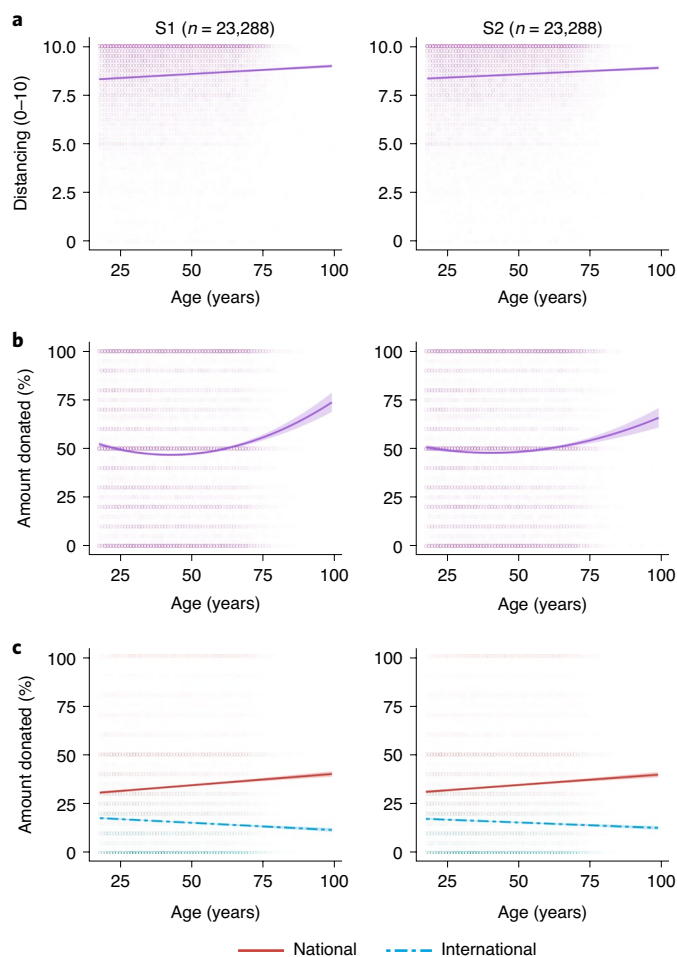 a
S1 (n = 23,288)
S2 (n = 23,288)
Distancing (0–10)
10.0
7.5
5.0
2.5
0
25 50 75 100
Age (years)
10.0
7.5
5.0
2.5
0
25 50 75 100
Age (years)
b
Amount donated (%)
100
75
50
25
0
25 50 75 100
Age (years)
100
75
50
25
0
25 50 75 100
Age (years)
c
Amount donated (%)
100
75
50
25
0
25 50 75 100
Age (years)
100
75
50
25
0
25 50 75 100
Age (years)
National International